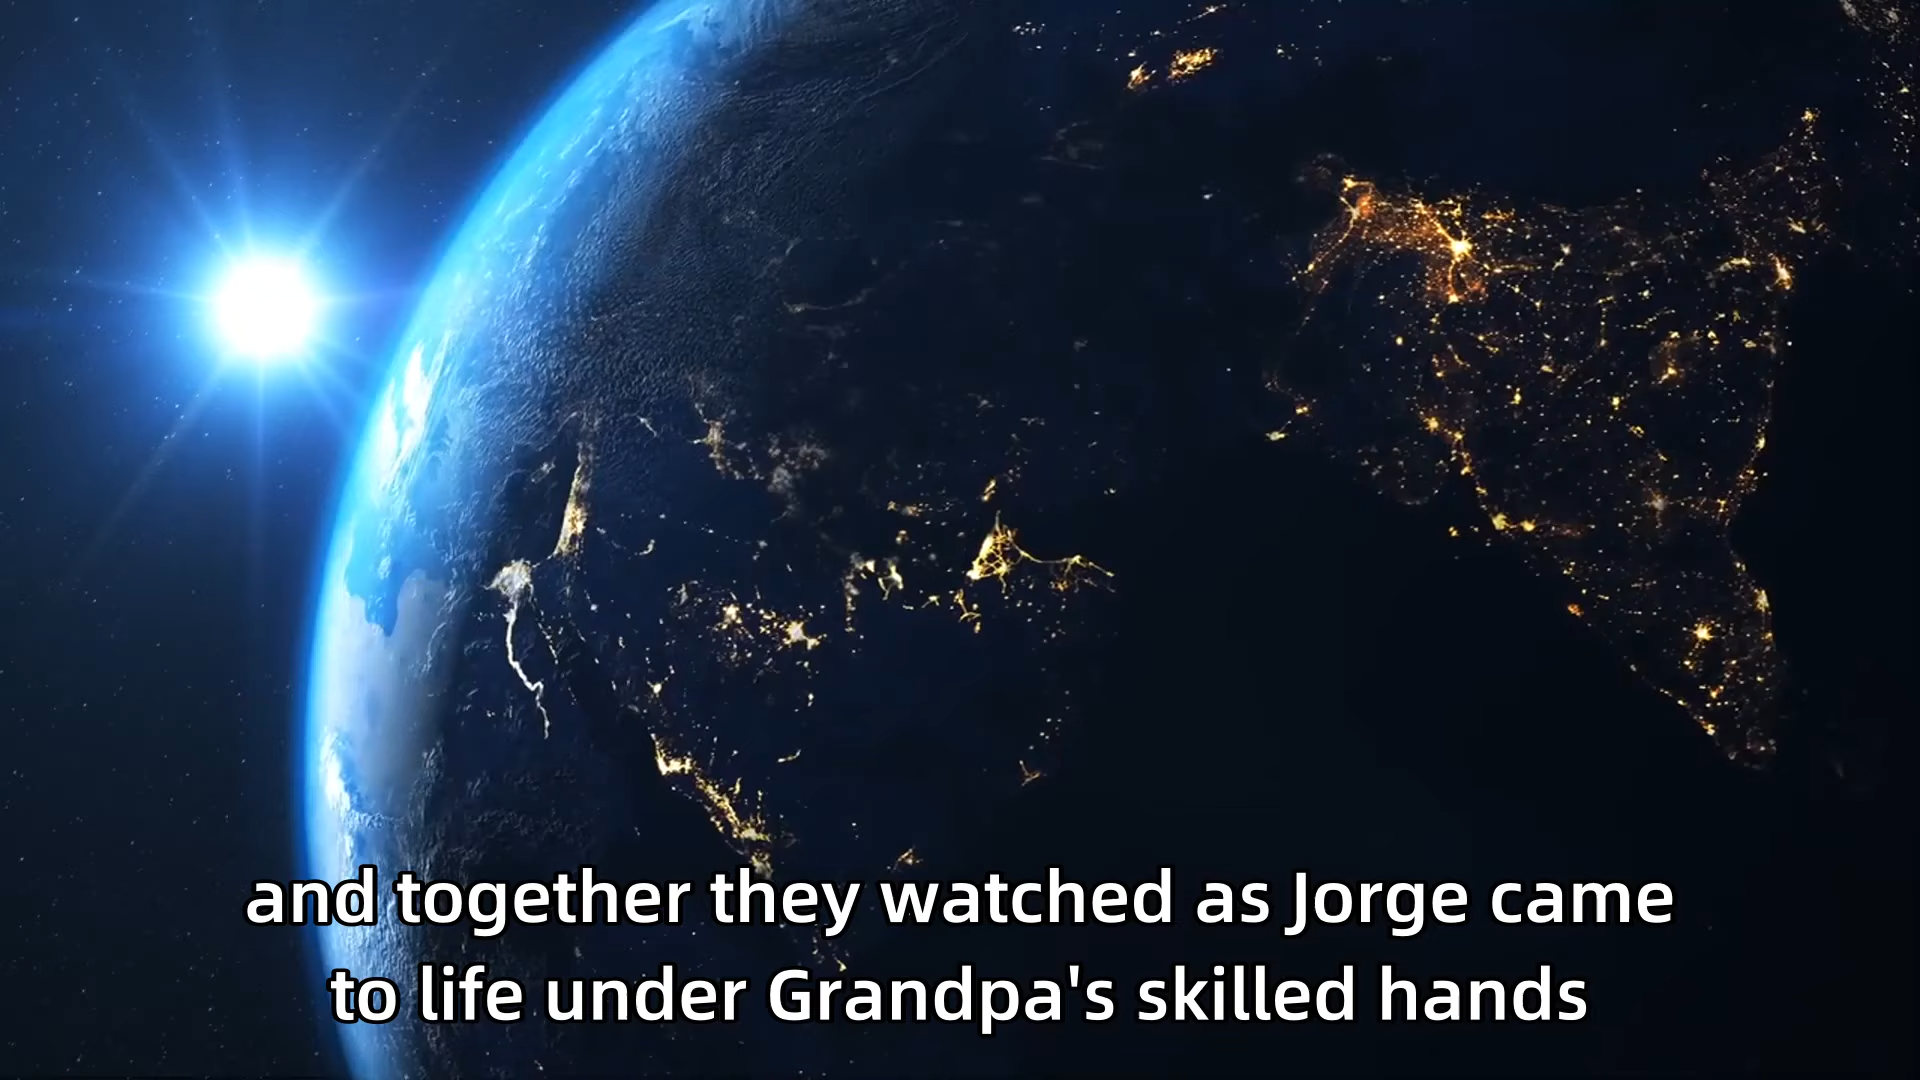 and together they watched as Jorge came
to life under Grandpa's skilled hands